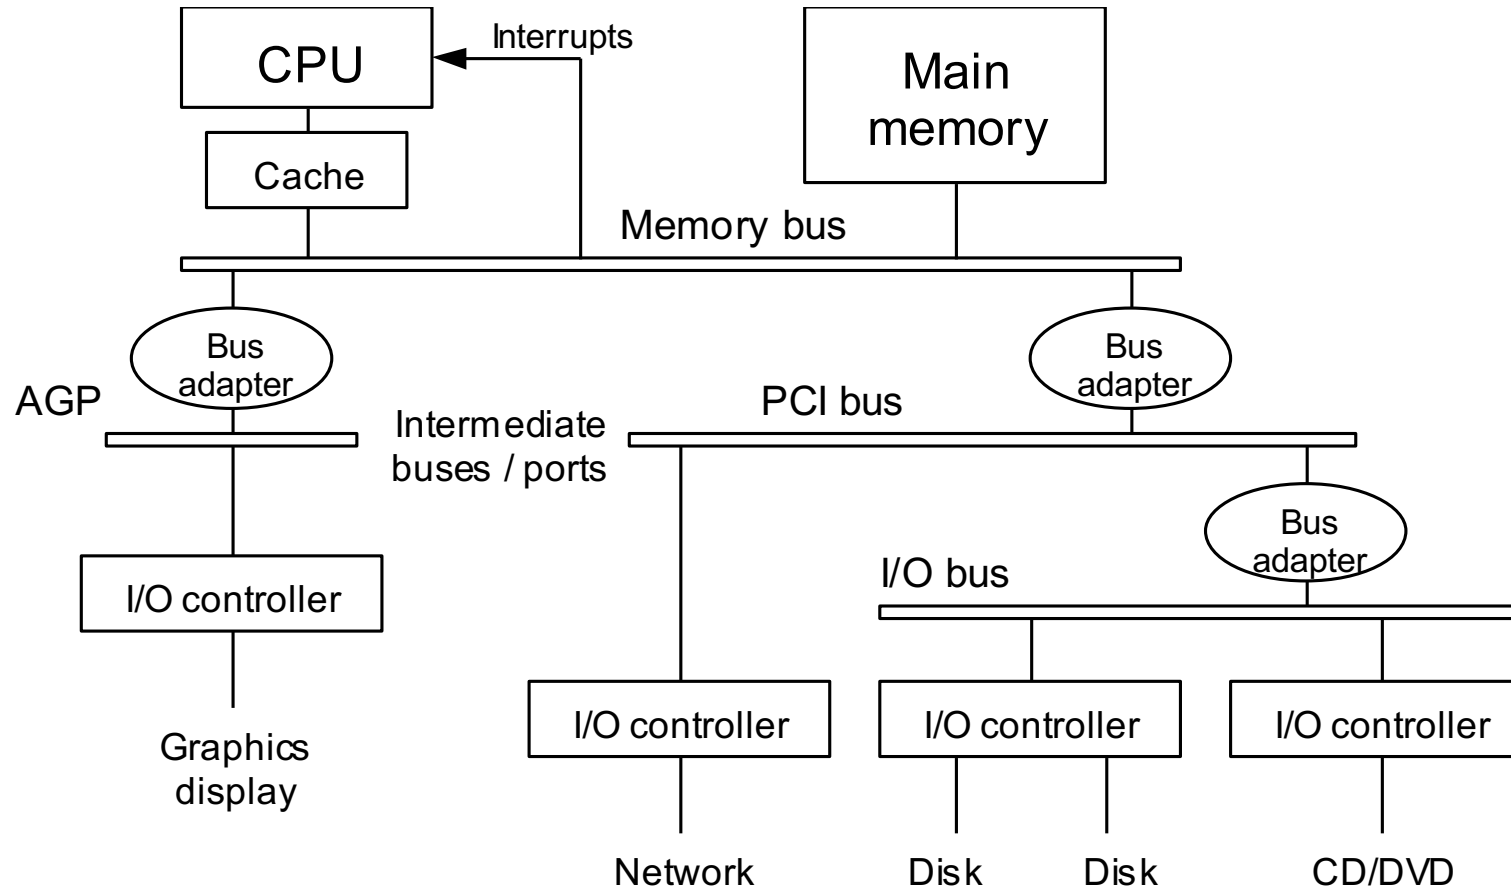 CPU
Interrupts
Main
memory
Cache
Memory bus
Bus
adapter
Bus
adapter
AGP
PCI bus
Intermediate
buses / ports
Bus
adapter
I/O bus
I/O controller
I/O controller
I/O controller
I/O controller
Graphics
display
Network
Disk
Disk
CD/DVD